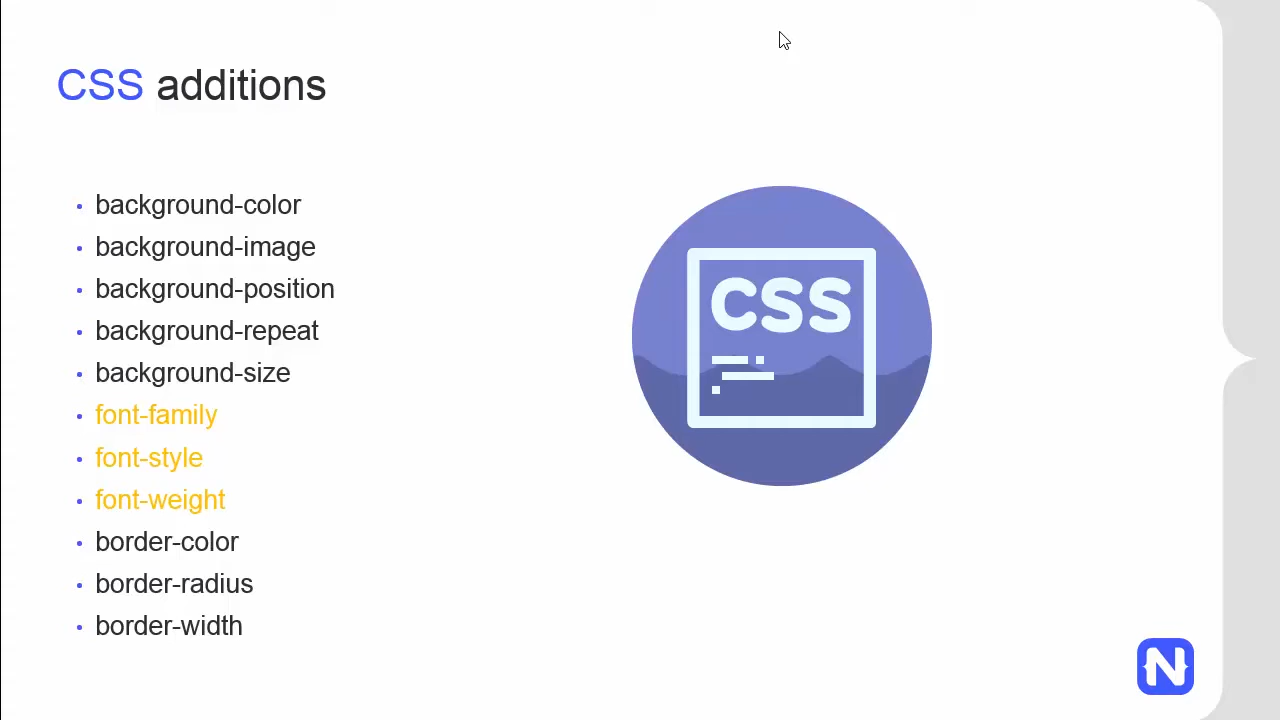 CSS additions
background-color
background-image
background-position
background-repeat
background-size
font-family
font-style
font-weight
border-color
border-radius
border-width
CSS
N